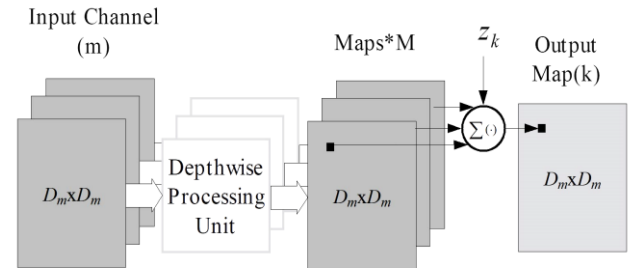 Input Channel
(m)
Maps*M
z_k
Output
Map(k)
D_mxD_m
Depthwise
Processing
Unit
D_mxD_m
∑(·)
D_mxD_m